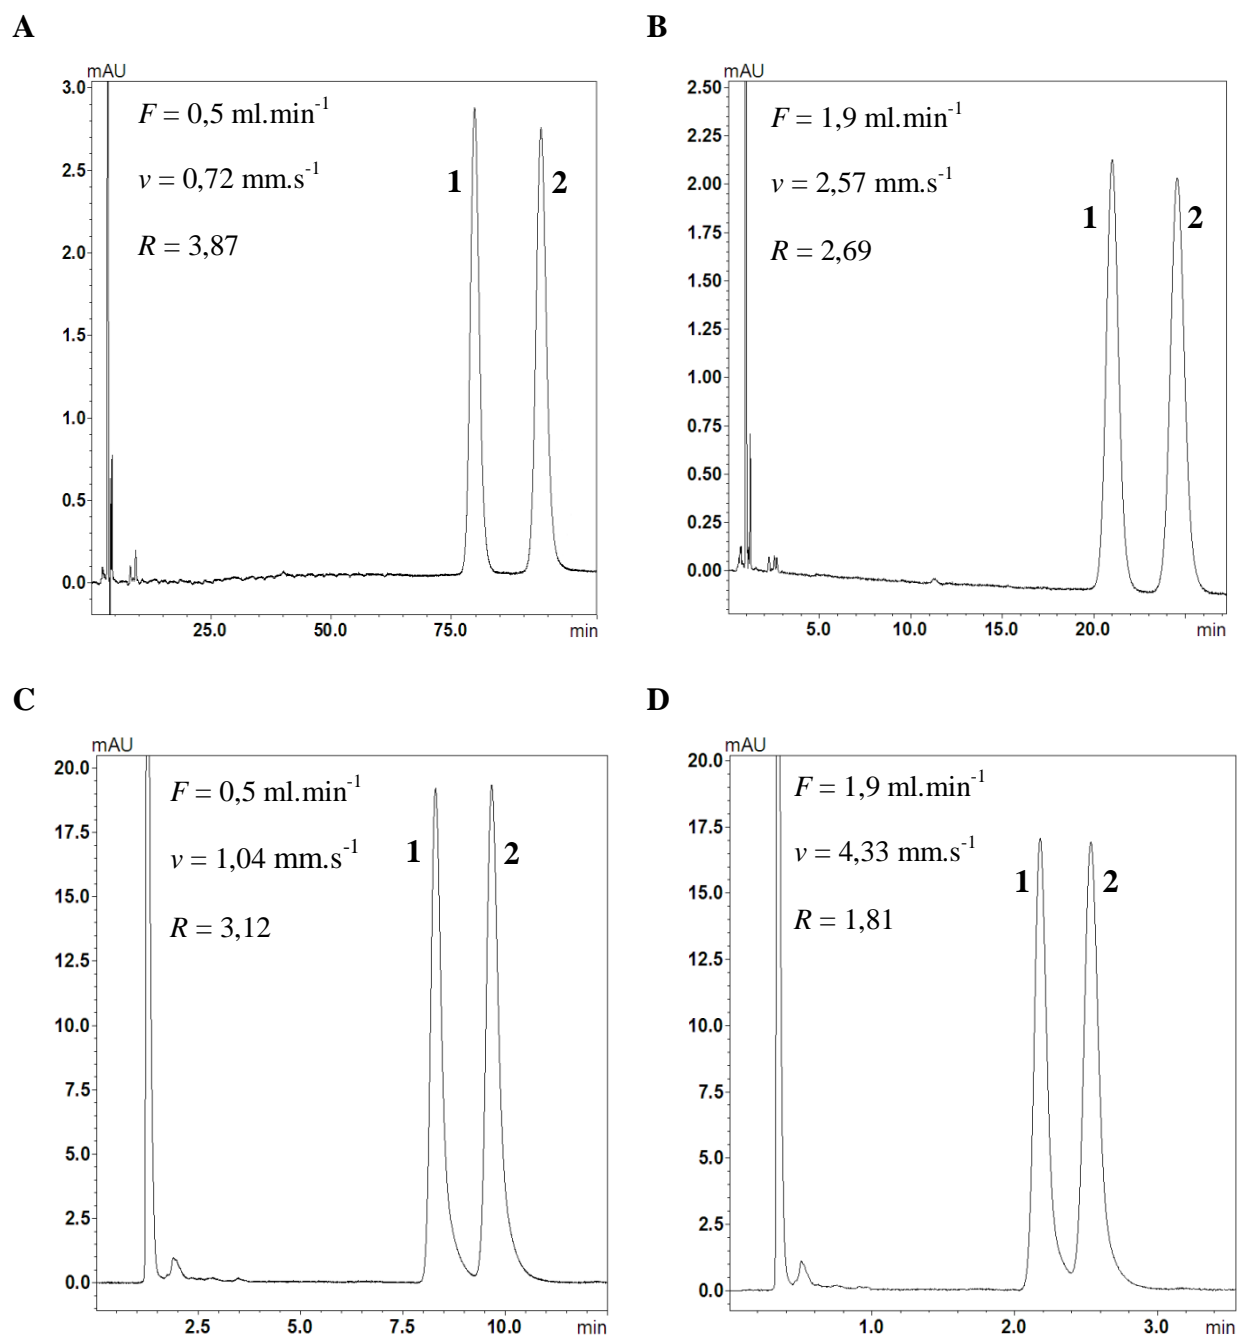 A
mAU
3.0
2.5
2.0
1.5
1.0
0.5
0.0
F = 0,5 ml.min⁻¹
v = 0,72 mm.s⁻¹
R = 3,87
1 2
25.0 50.0 75.0 min
B
mAU
2.50
2.25
2.00
1.75
1.50
1.25
1.00
0.75
0.50
0.25
0.00
F = 1,9 ml.min⁻¹
v = 2,57 mm.s⁻¹
R = 2,69
1 2
5.0 10.0 15.0 20.0 min
C
mAU
20.0
17.5
15.0
12.5
10.0
7.5
5.0
2.5
0.0
F = 0,5 ml.min⁻¹
v = 1,04 mm.s⁻¹
R = 3,12
1 2
2.5 5.0 7.5 10.0 min
D
mAU
20.0
17.5
15.0
12.5
10.0
7.5
5.0
2.5
0.0
F = 1,9 ml.min⁻¹
v = 4,33 mm.s⁻¹
R = 1,81
1 2
1.0 2.0 3.0 min